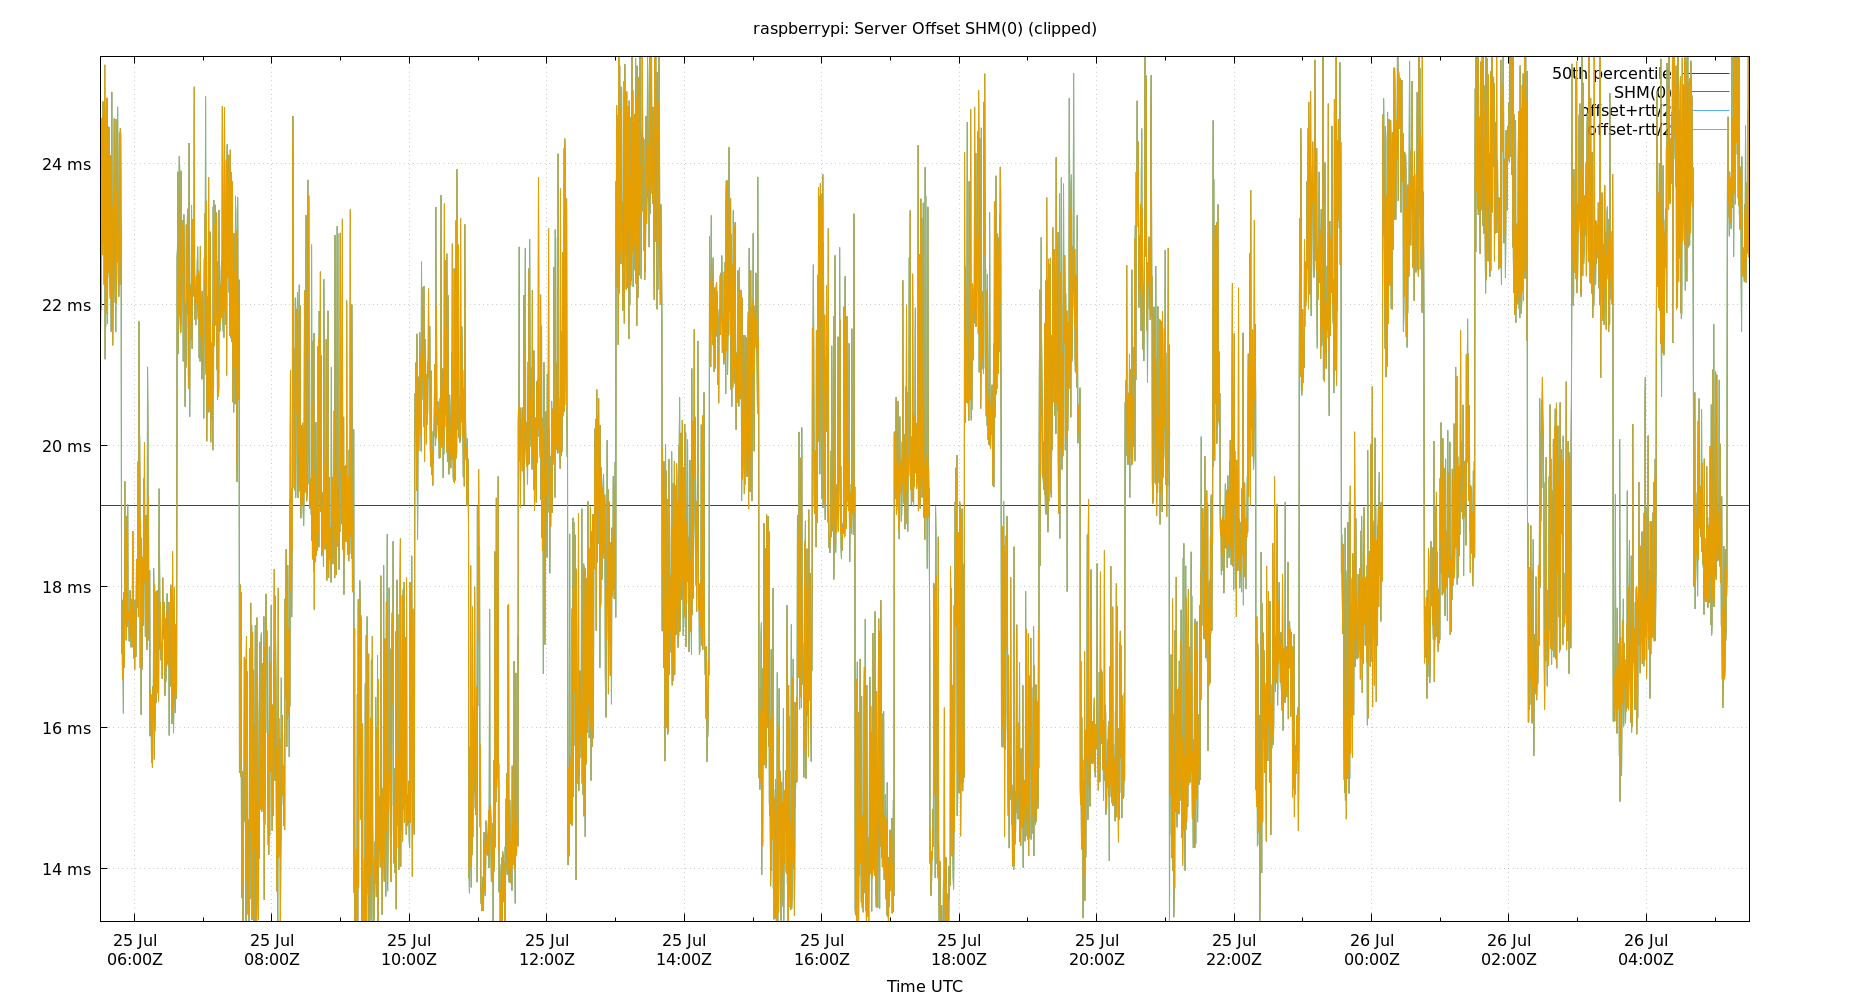 raspberrypi: Server Offset SHM(0) (clipped)
50th percentile
SHM(0)
offset+rtt/2
offset-rtt/2
24 ms
22 ms
20 ms
18 ms
16 ms
14 ms
25 Jul 25 Jul 25 Jul 25 Jul 25 Jul 25 Jul 25 Jul 25 Jul 25 Jul 26 Jul 26 Jul 26 Jul
06:00Z 08:00Z 10:00Z 12:00Z 14:00Z 16:00Z 18:00Z 20:00Z 22:00Z 00:00Z 02:00Z 04:00Z
Time UTC